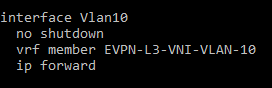 interface Vlan10
  no shutdown
  vrf member EVPN-L3-VNI-VLAN-10
  ip forward